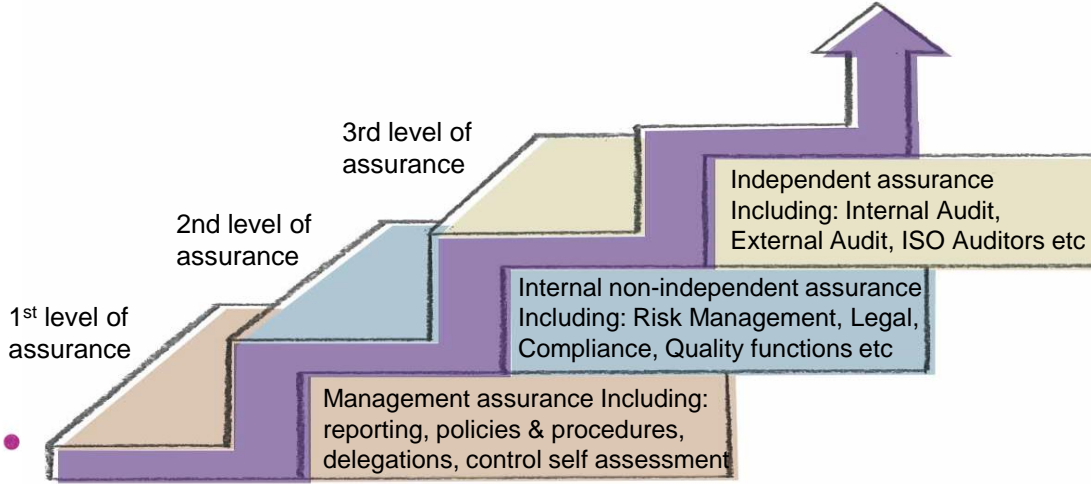 3rd level of
assurance
Independent assurance
Including: Internal Audit,
External Audit, ISO Auditors etc
2nd level of
assurance
Internal non-independent assurance
Including: Risk Management, Legal,
Compliance, Quality functions etc
1st level of
assurance
Management assurance Including:
reporting, policies & procedures,
delegations, control self assessment